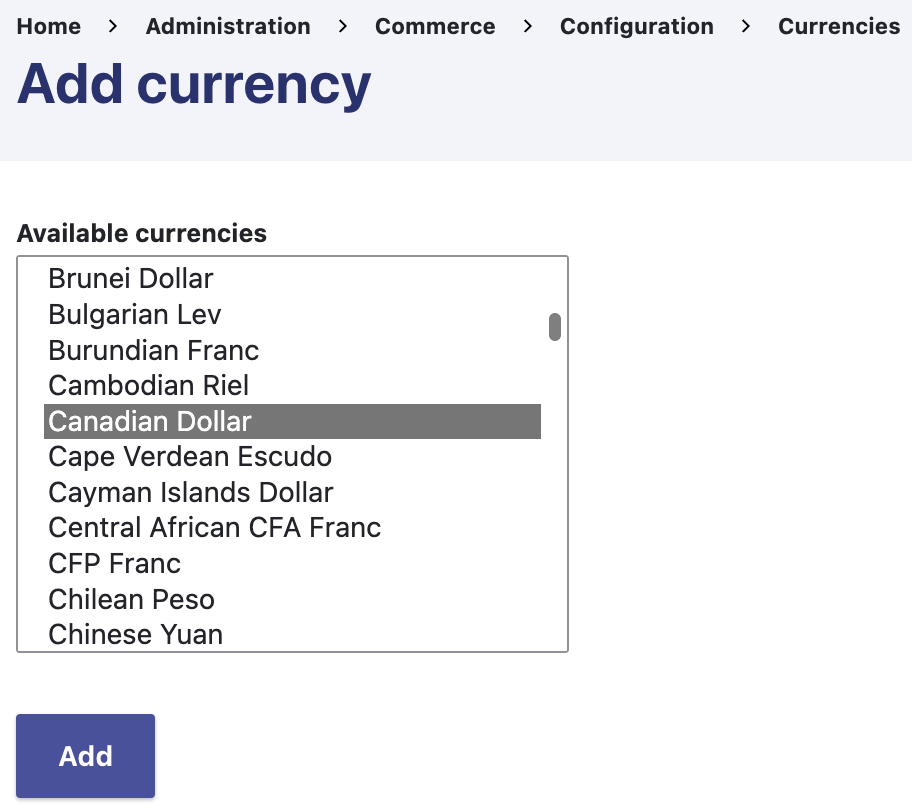 Home > Administration > Commerce > Configuration > Currencies
Add currency
Available currencies
Brunei Dollar
Bulgarian Lev
Burundian Franc
Cambodian Riel
Canadian Dollar
Cape Verdean Escudo
Cayman Islands Dollar
Central African CFA Franc
CFP Franc
Chilean Peso
Chinese Yuan
Add